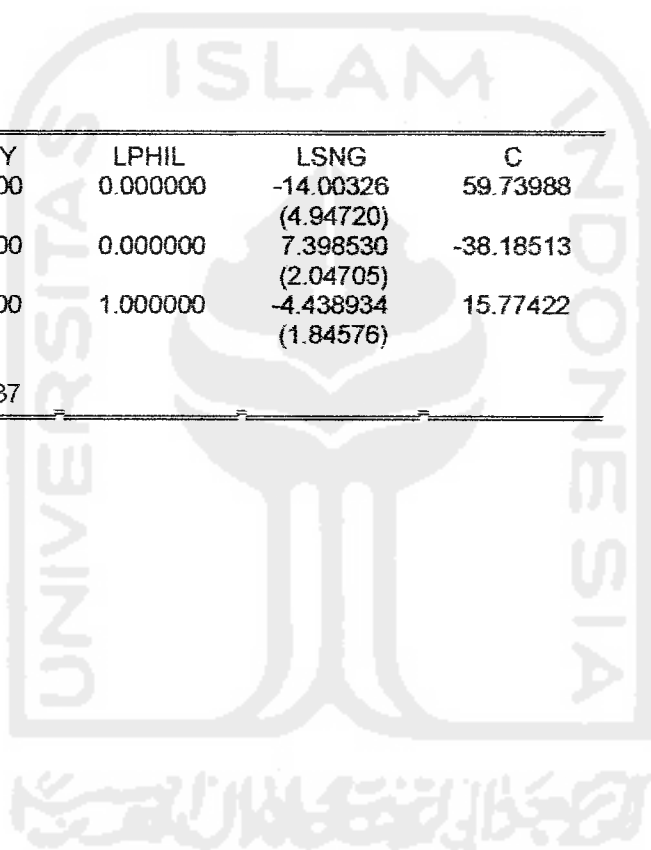 ISLAM
UNIVERSITAS
INDONESIA
Y LPHIL LSNG C
00 0.000000 -14.00326 59.73988
(4.94720)
00 0.000000 7.398530 -38.18513
(2.04705)
00 1.000000 -4.438934 15.77422
(1.84576)
37